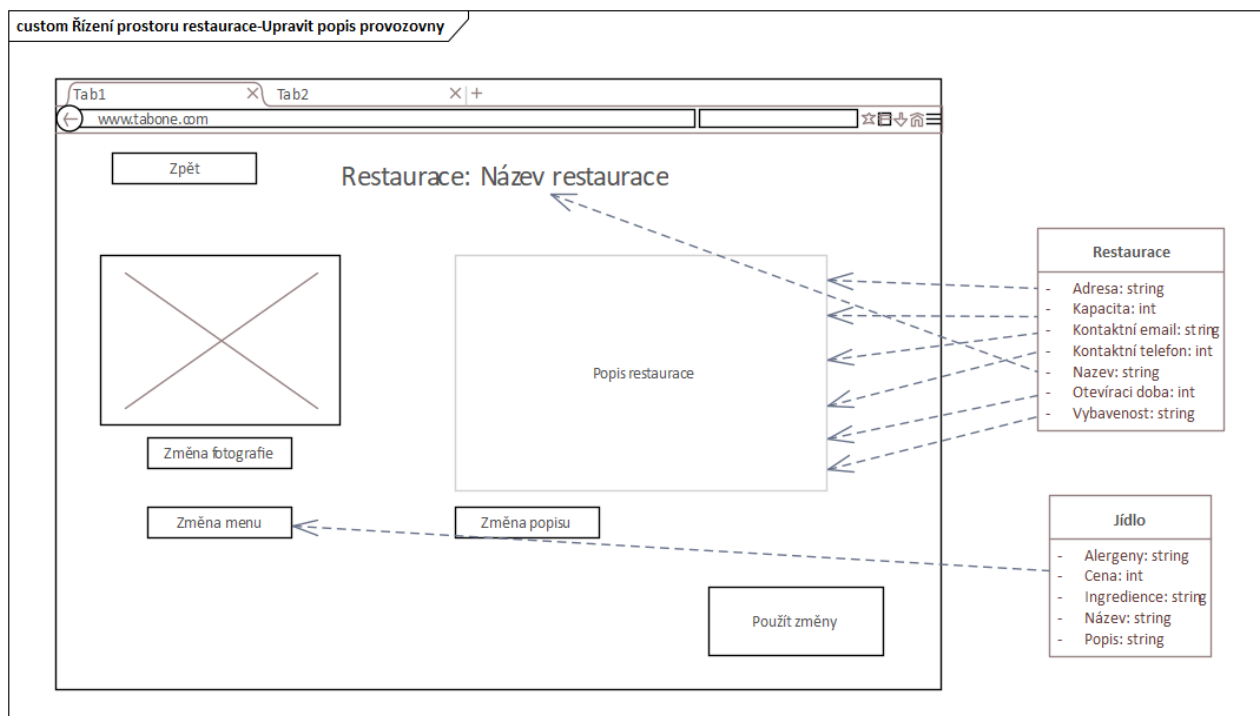 custom Řízení prostoru restaurace-Upravit popis provozovny
Tab1
Tab2
www.tabone.com
Zpět
Restaurace: Název restaurace
Popis restaurace
Změna fotografie
Změna menu
Změna popisu
Použít změny
Restaurace
- Adresa: string
- Kapacita: int
- Kontaktní email: string
- Kontaktní telefon: int
- Nazev: string
- Otevíraci doba: int
- Vybavenost: string
Jídlo
- Alergeny: string
- Cena: int
- Ingredience: string
- Název: string
- Popis: string